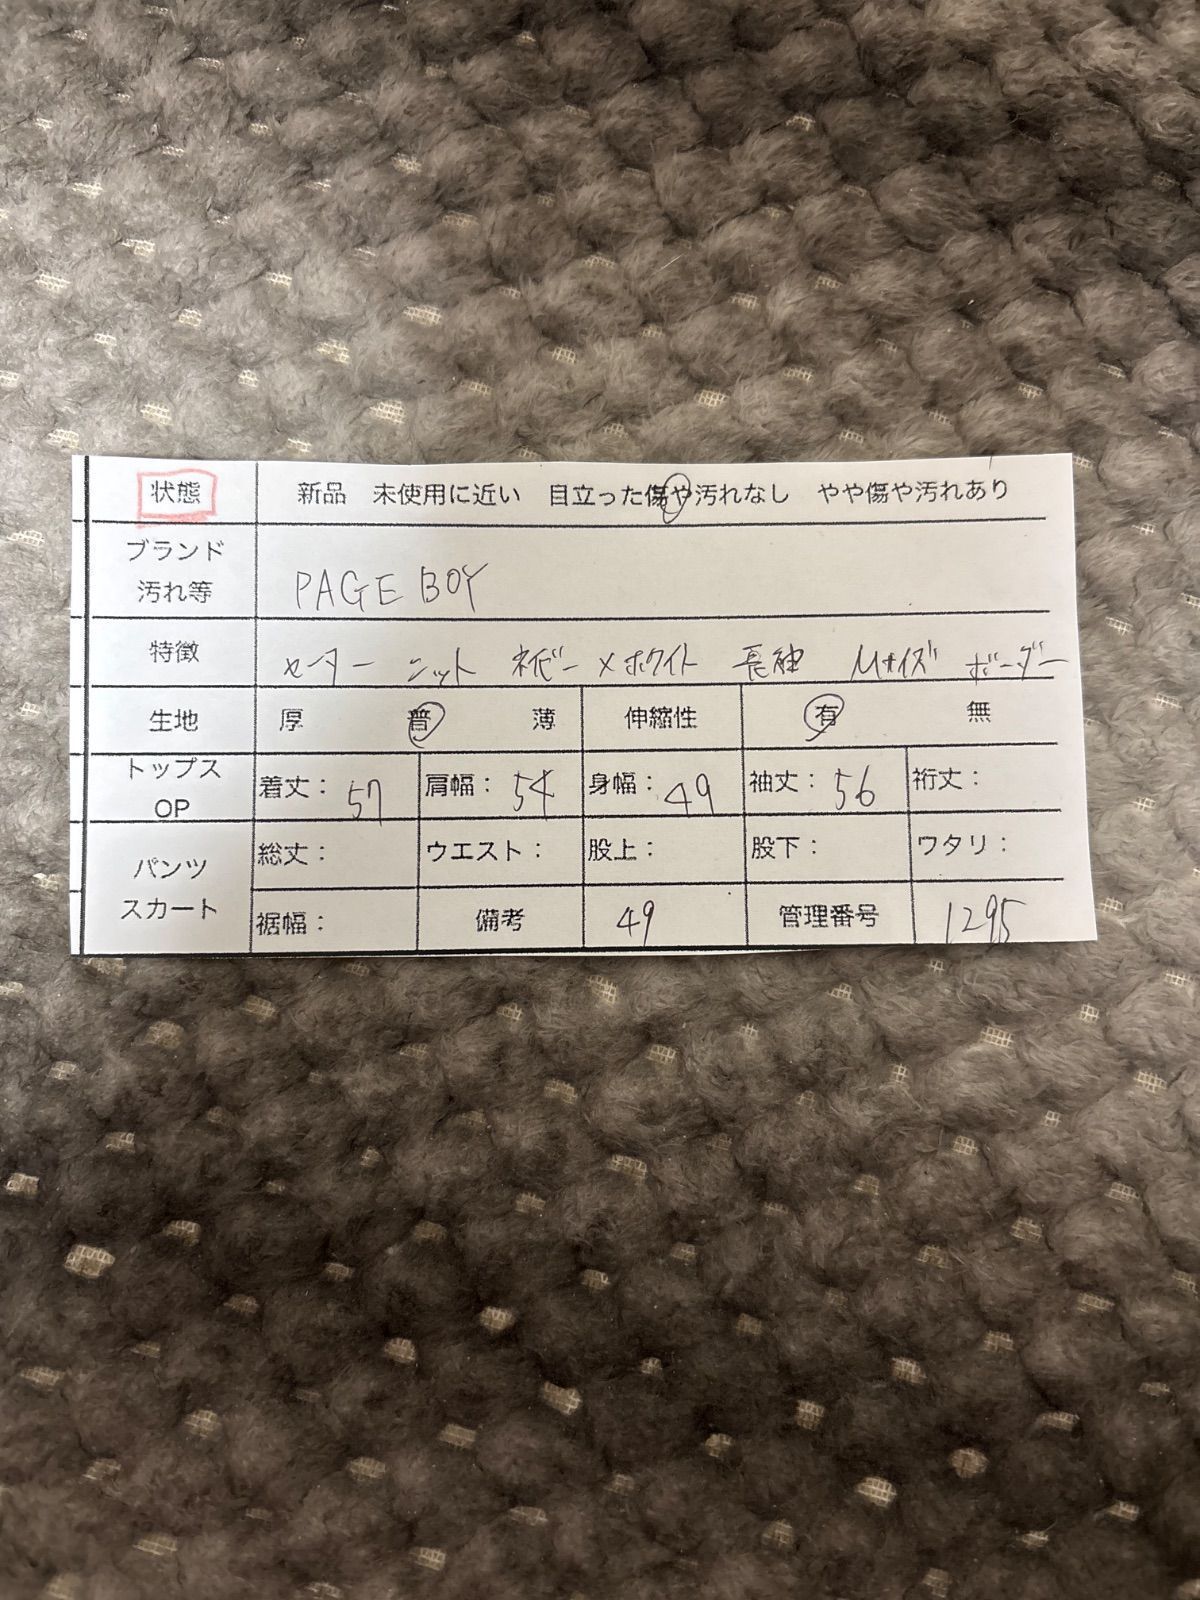 状態 新品 未使用に近い 目立った傷や汚れなし やや傷や汚れあり
ブランド
汚れ等 PAGE BOY
特徴 セーター ニット ネイビー×ホワイト 長袖 Mサイズ ボーダー
生地 厚 普 薄 伸縮性 有 無
トップス
OP 着丈：57 肩幅：54 身幅：49 袖丈：56 裄丈：
パンツ
スカート
総丈： ウエスト： 股上： 股下： ワタリ：
裾幅： 備考 49 管理番号 1295